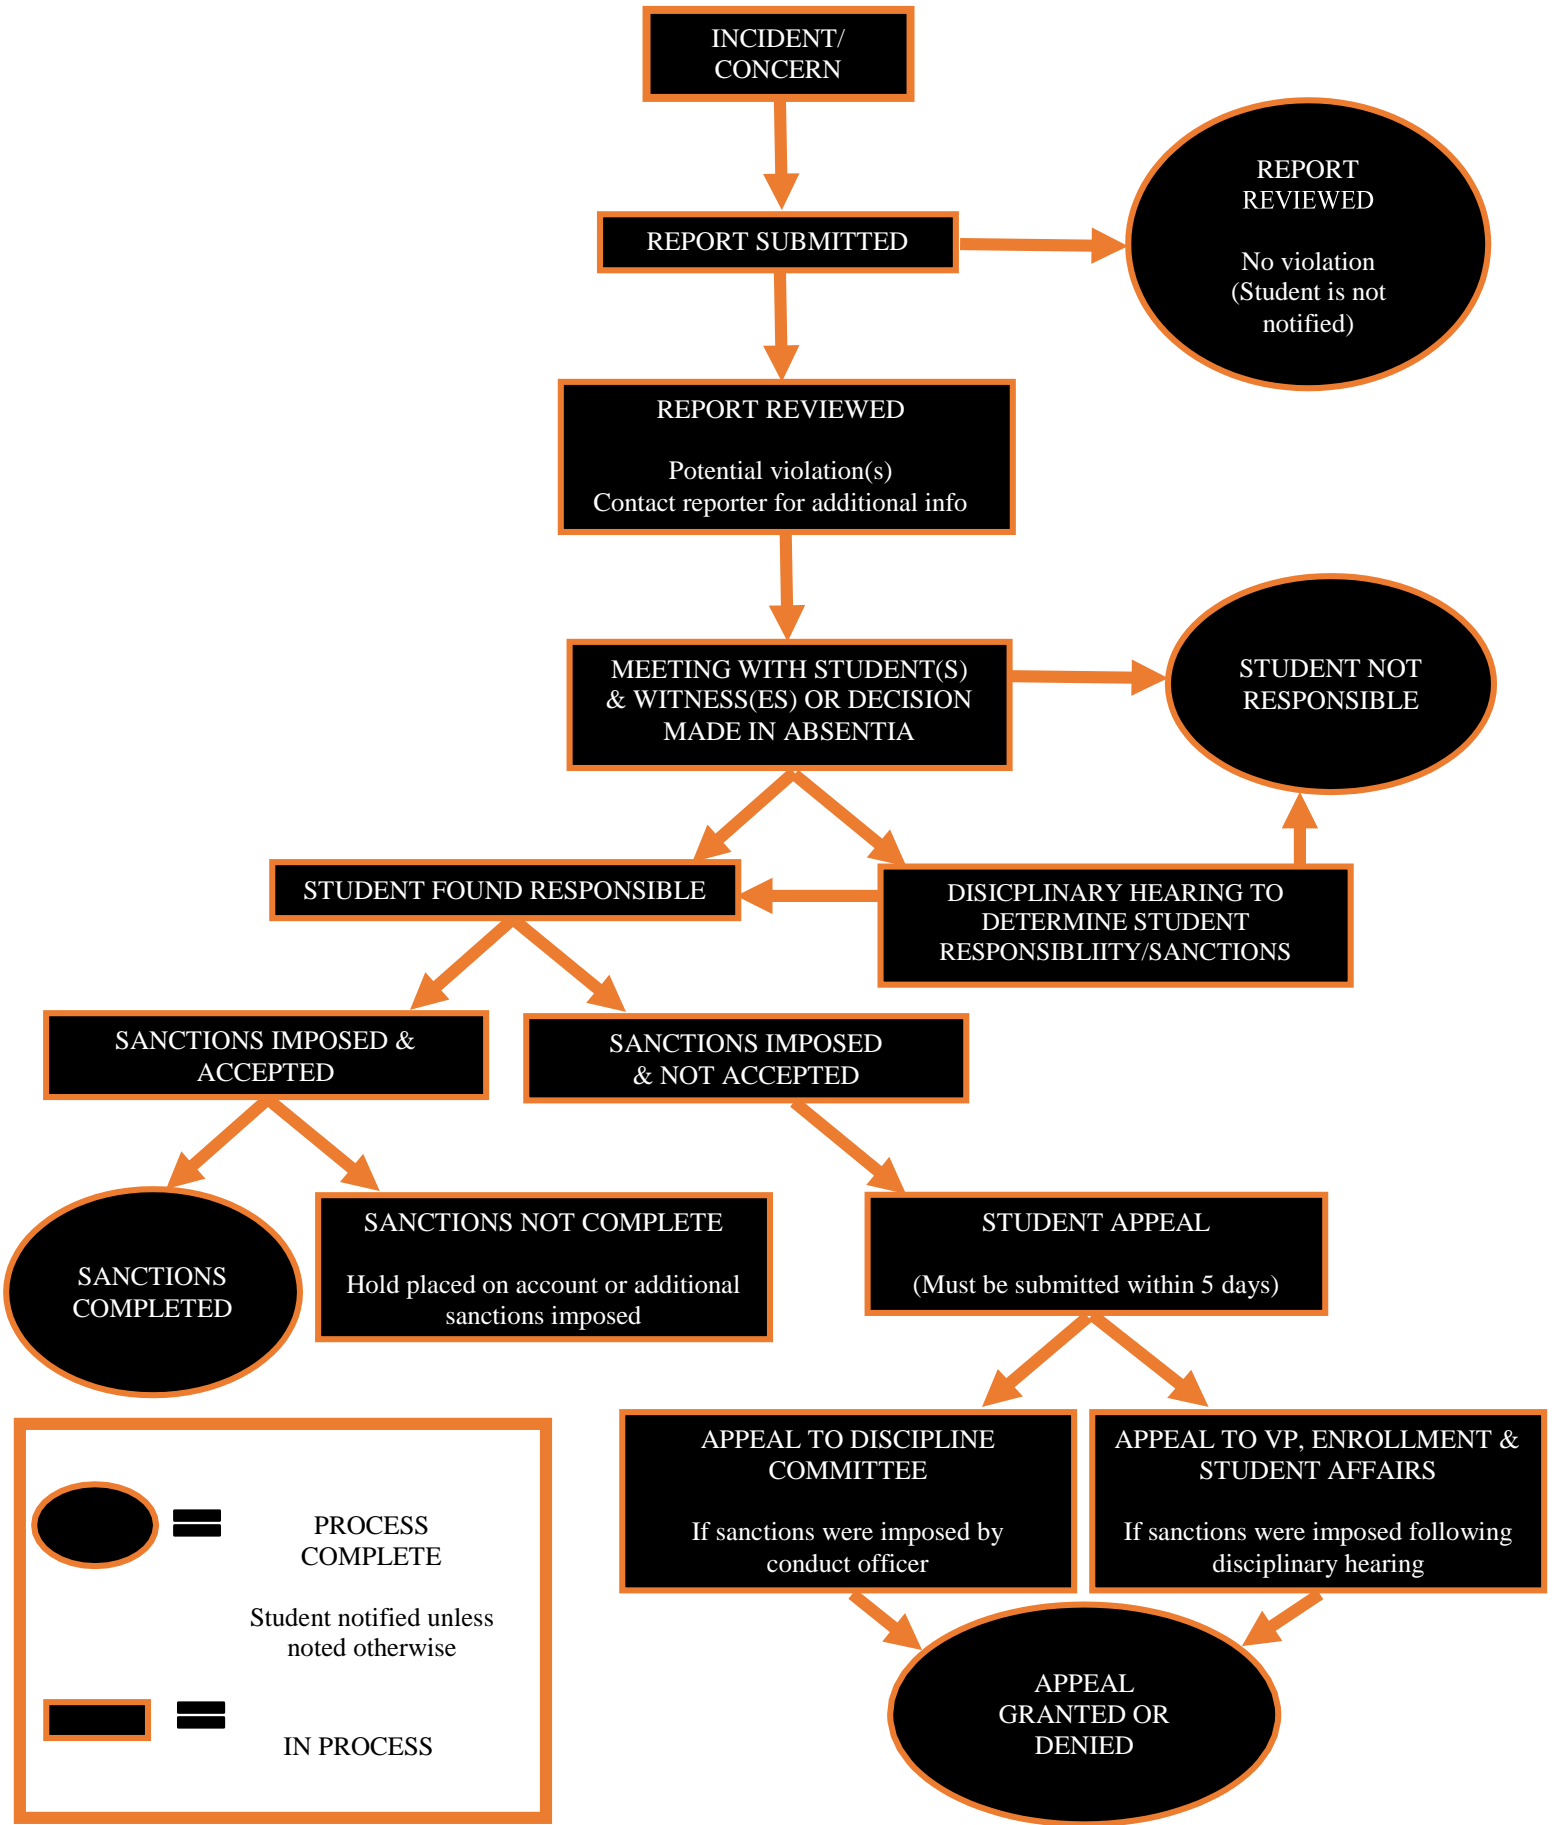 INCIDENT/
CONCERN
REPORT SUBMITTED
REPORT
REVIEWED
No violation
(Student is not
notified)
REPORT REVIEWED
Potential violation(s)
Contact reporter for additional info
MEETING WITH STUDENT(S)
& WITNESS(ES) OR DECISION
MADE IN ABSENTIA
STUDENT NOT
RESPONSIBLE
STUDENT FOUND RESPONSIBLE
DISICPLINARY HEARING TO
DETERMINE STUDENT
RESPONSIBLIITY/SANCTIONS
SANCTIONS IMPOSED &
ACCEPTED
SANCTIONS IMPOSED
& NOT ACCEPTED
SANCTIONS
COMPLETED
SANCTIONS NOT COMPLETE
Hold placed on account or additional
sanctions imposed
STUDENT APPEAL
(Must be submitted within 5 days)
APPEAL TO DISCIPLINE
COMMITTEE
If sanctions were imposed by
conduct officer
APPEAL TO VP, ENROLLMENT &
STUDENT AFFAIRS
If sanctions were imposed following
disciplinary hearing
PROCESS
COMPLETE
Student notified unless
noted otherwise
IN PROCESS
APPEAL
GRANTED OR
DENIED